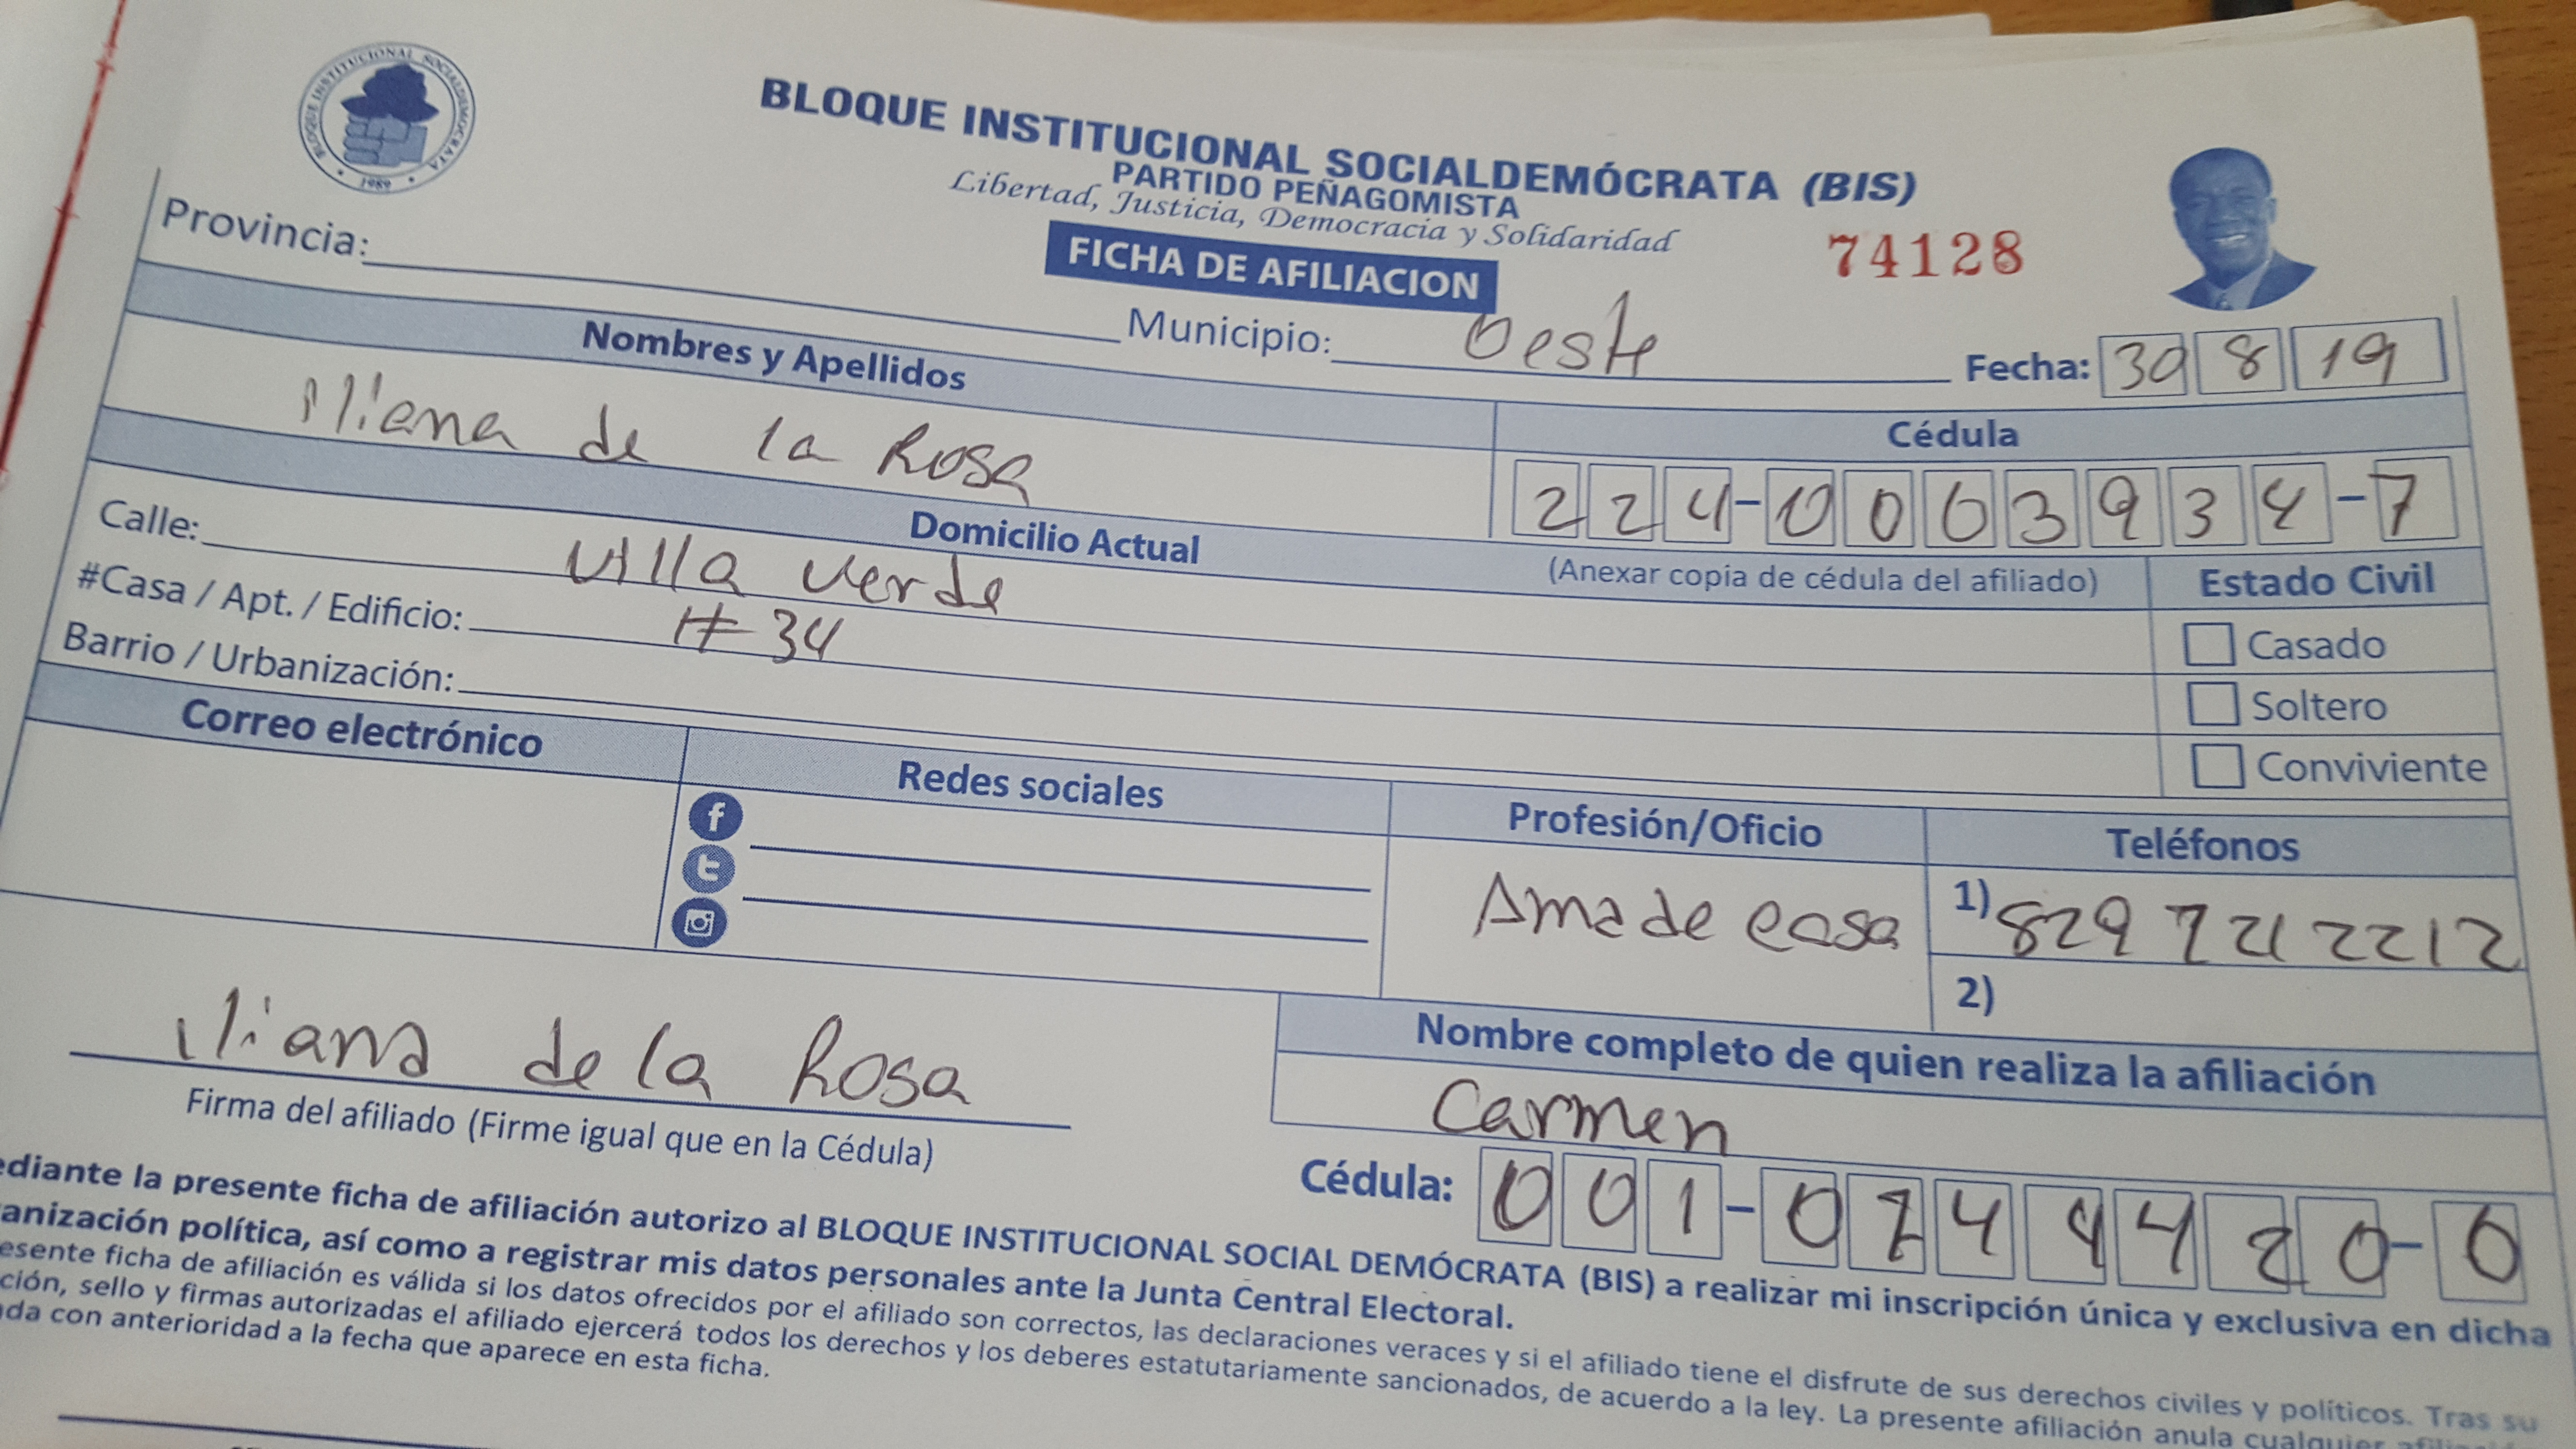 BLOQUE INSTITUCIONAL SOCIALDEMOCRATA
1989
BLOQUE INSTITUCIONAL SOCIALDEMÓCRATA (BIS)
PARTIDO PEÑAGOMISTA
Libertad, Justicia, Democracia y Solidaridad
FICHA DE AFILIACION
74128
Provincia: Municipio: Oeste Fecha: 30 8 19
Nombres y Apellidos
Iliana de la Rosa
Cédula
224-0063934-7
(Anexar copia de cédula del afiliado)
Domicilio Actual
Calle: Villa Verde
#Casa / Apt. / Edificio: #34
Barrio / Urbanización:
Estado Civil
Casado
Soltero
Conviviente
Correo electrónico
Redes sociales
Profesión/Oficio
Ama de casa
Teléfonos
1) 829 721 2212
2)
Iliana de la Rosa
Firma del afiliado (Firme igual que en la Cédula)
Nombre completo de quien realiza la afiliación
Carmen
Cédula: 001-0744420-0
ediante la presente ficha de afiliación autorizo al BLOQUE INSTITUCIONAL SOCIAL DEMÓCRATA (BIS) a realizar mi inscripción única y exclusiva en dicha
anización política, así como a registrar mis datos personales ante la Junta Central Electoral.
esente ficha de afiliación es válida si los datos ofrecidos por el afiliado son correctos, las declaraciones veraces y si el afiliado tiene el disfrute de sus derechos civiles y políticos. Tras su
ción, sello y firmas autorizadas el afiliado ejercerá todos los derechos y los deberes estatutariamente sancionados, de acuerdo a la ley. La presente afiliación anula cualquier
da con anterioridad a la fecha que aparece en esta ficha.